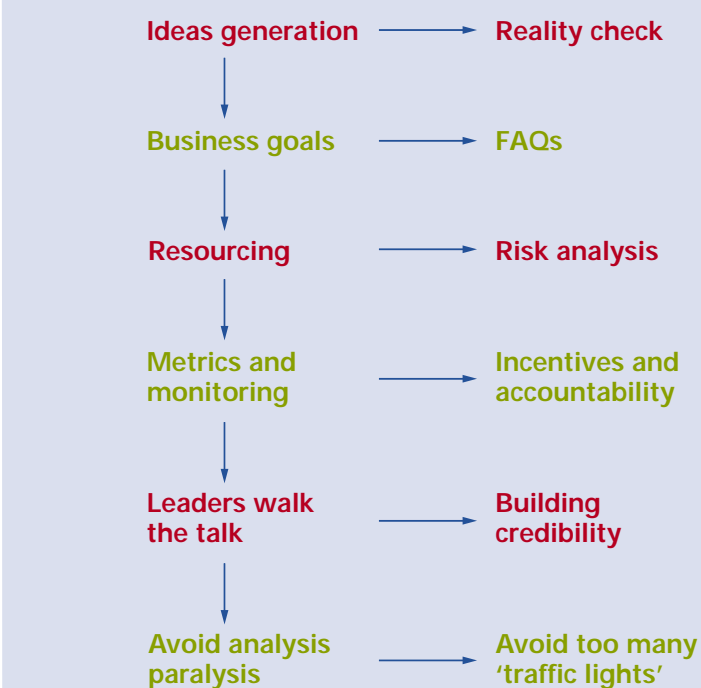 Ideas generation
Reality check
Business goals
FAQs
Resourcing
Risk analysis
Metrics and
monitoring
Incentives and
accountability
Leaders walk
the talk
Building
credibility
Avoid analysis
paralysis
Avoid too many
‘traffic lights’